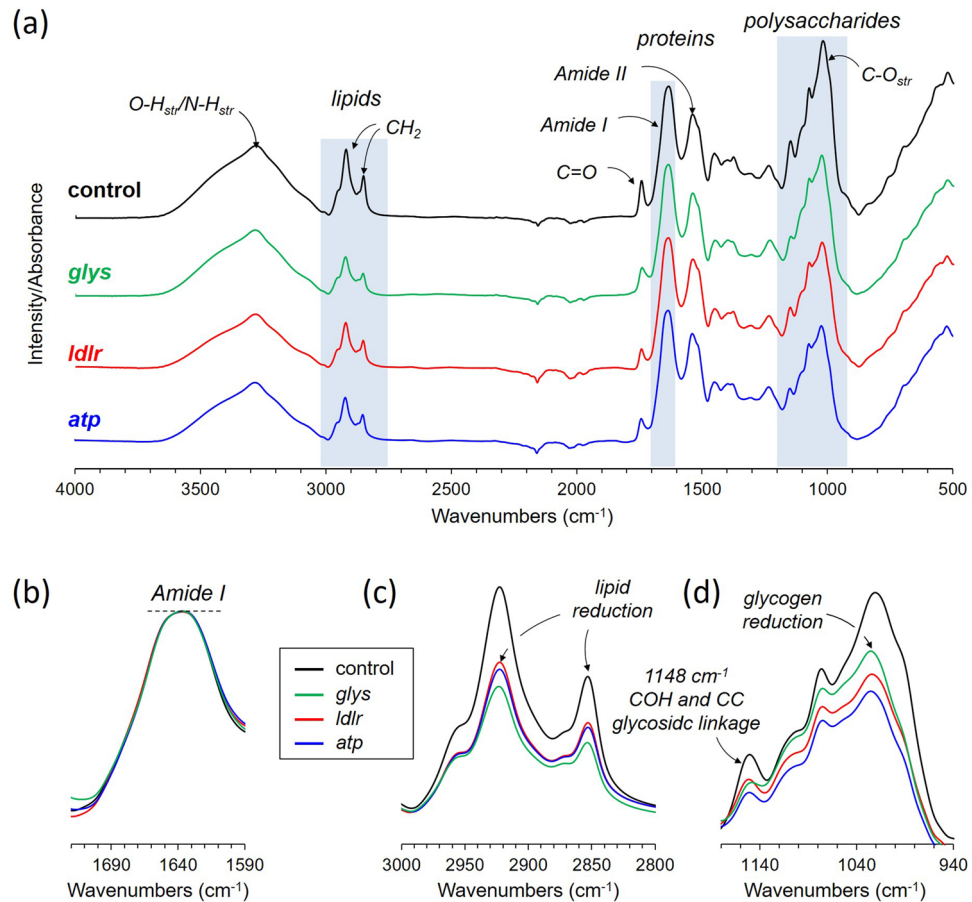 (a)
polysaccharides
proteins
Amide II
C-Ostr
lipids
O-Hstr/N-Hstr
CH2
Amide I
C=O
control
glys
ldlr
atp
Intensity/Absorbance
4000 3500 3000 2500 2000 1500 1000 500
Wavenumbers (cm-1)
(b)
Amide I
1690 1640 1590
Wavenumbers (cm-1)
control
glys
ldlr
atp
(c)
lipid
reduction
3000 2950 2900 2850 2800
Wavenumbers (cm-1)
(d)
glycogen
reduction
1148 cm-1
COH and CC
glycosidic linkage
1140 1040 940
Wavenumbers (cm-1)